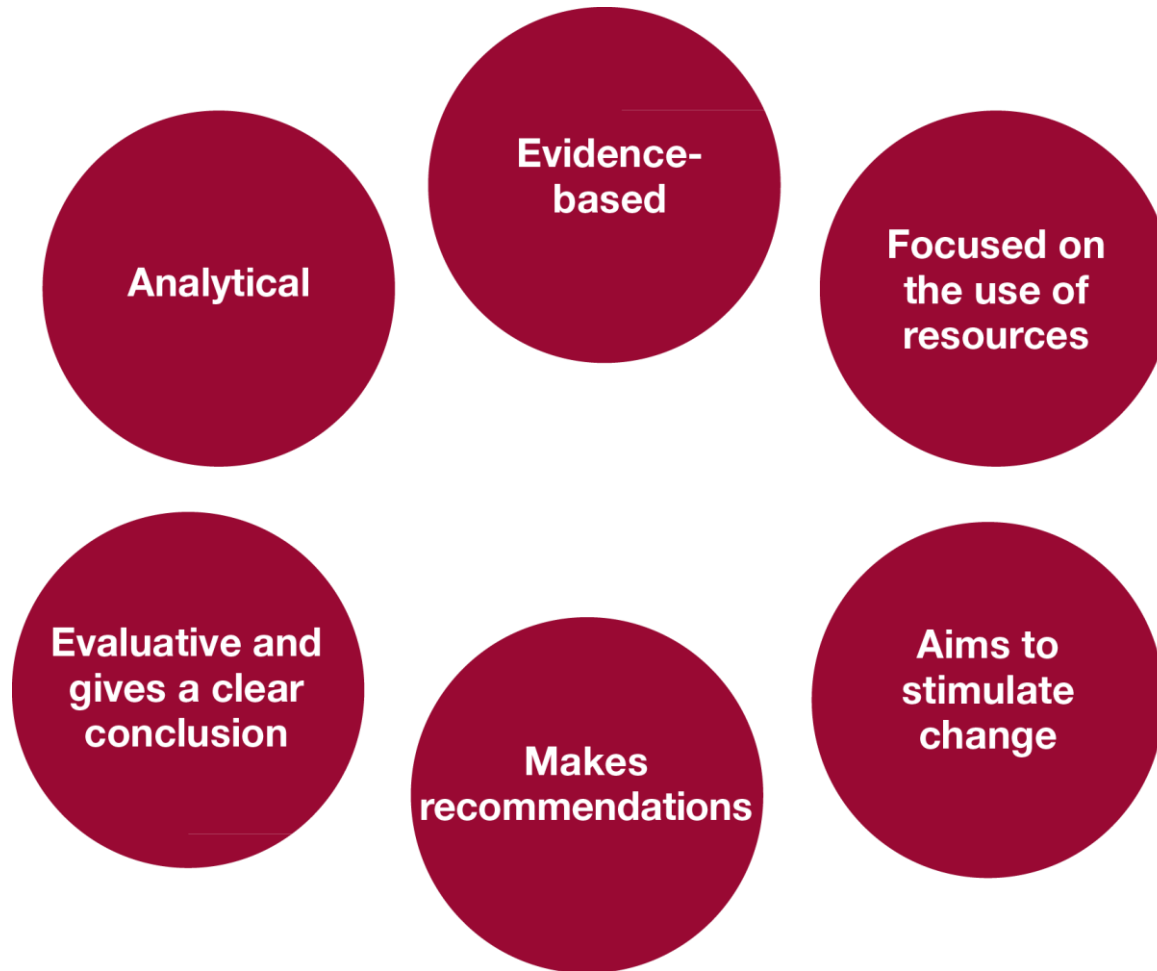 Analytical
Evidence-
based
Focused on
the use of
resources
Evaluative and
gives a clear
conclusion
Makes
recommendations
Aims to
stimulate
change